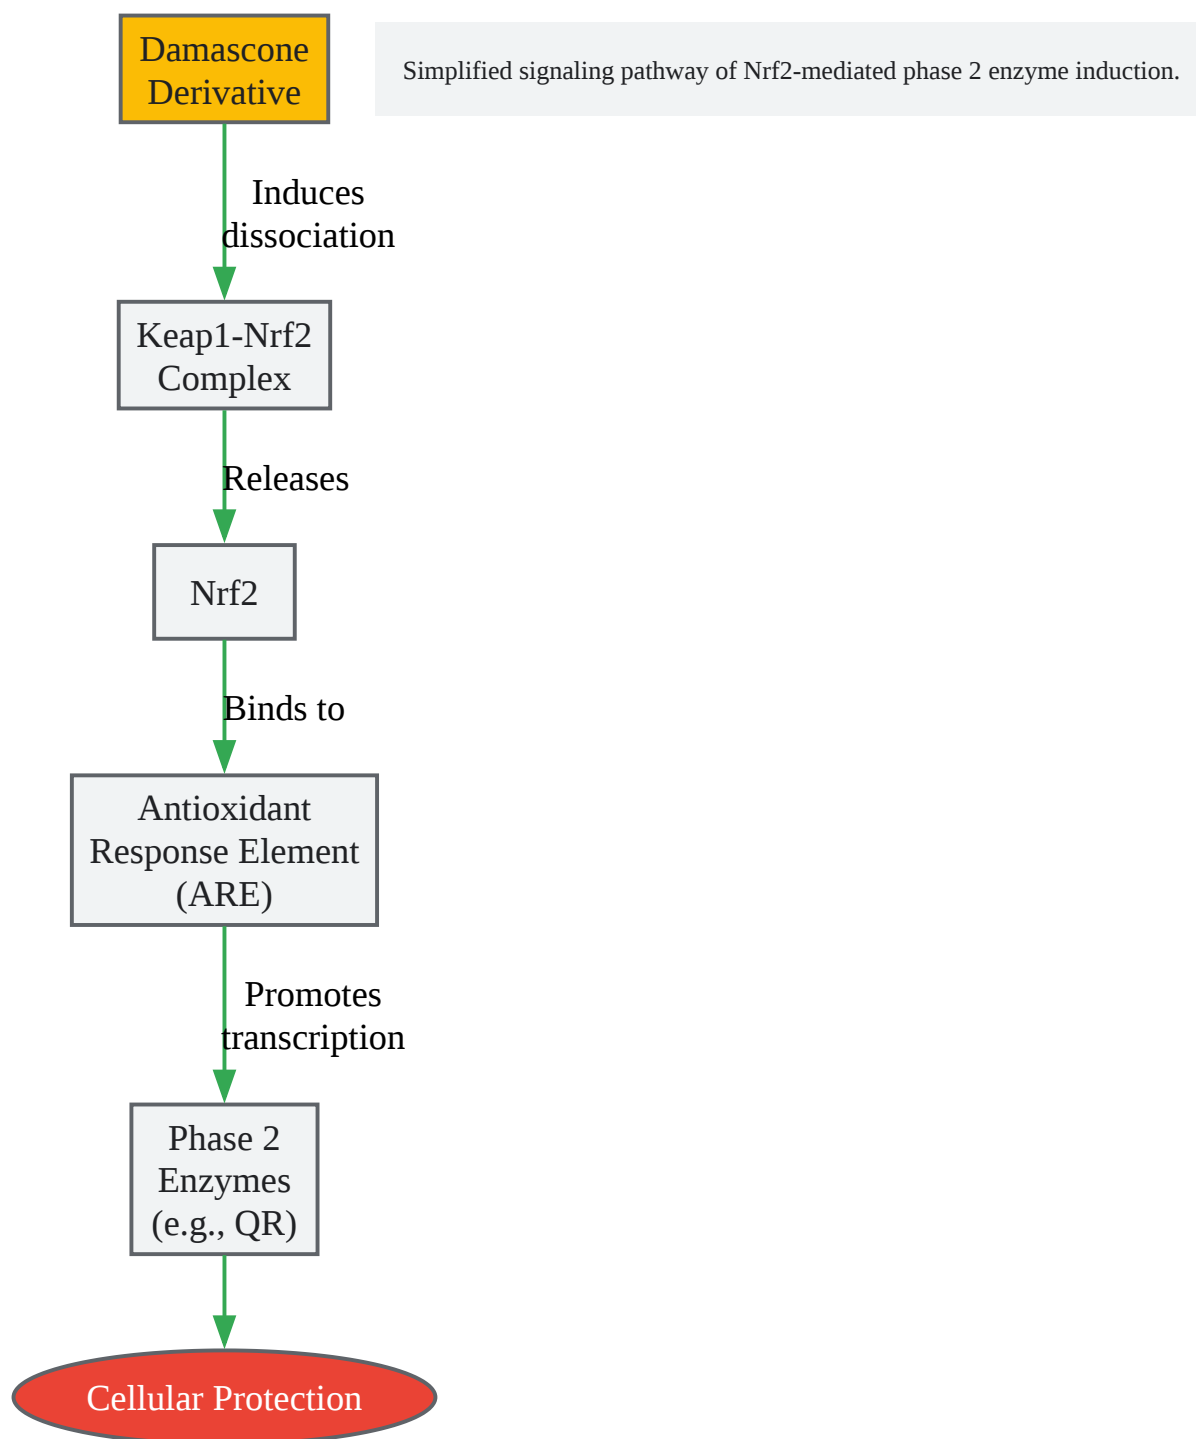 Damascone
Derivative
Simplified signaling pathway of Nrf2-mediated phase 2 enzyme induction.
Induces
dissociation
Keap1-Nrf2
Complex
Releases
Nrf2
Binds to
Antioxidant
Response Element
(ARE)
Promotes
transcription
Phase 2
Enzymes
(e.g., QR)
Cellular Protection